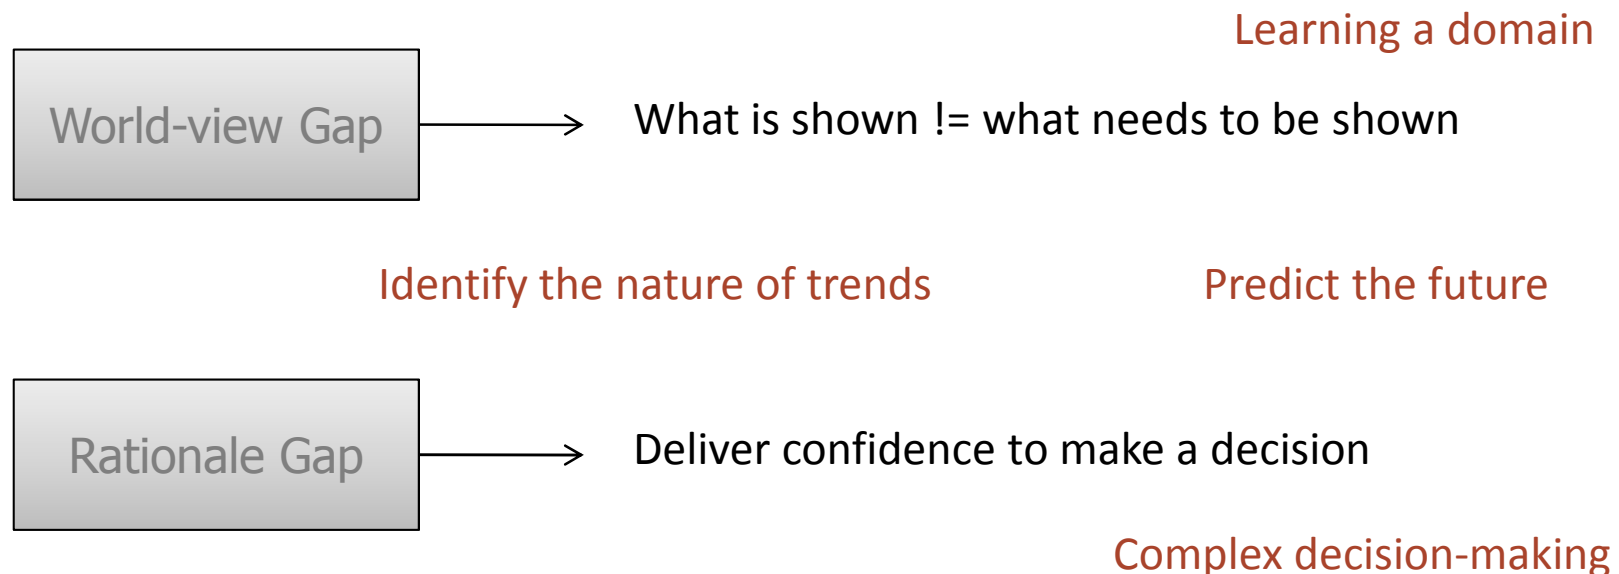 Learning a domain
World-view Gap
What is shown != what needs to be shown
Identify the nature of trends
Predict the future
Rationale Gap
Deliver confidence to make a decision
Complex decision-making